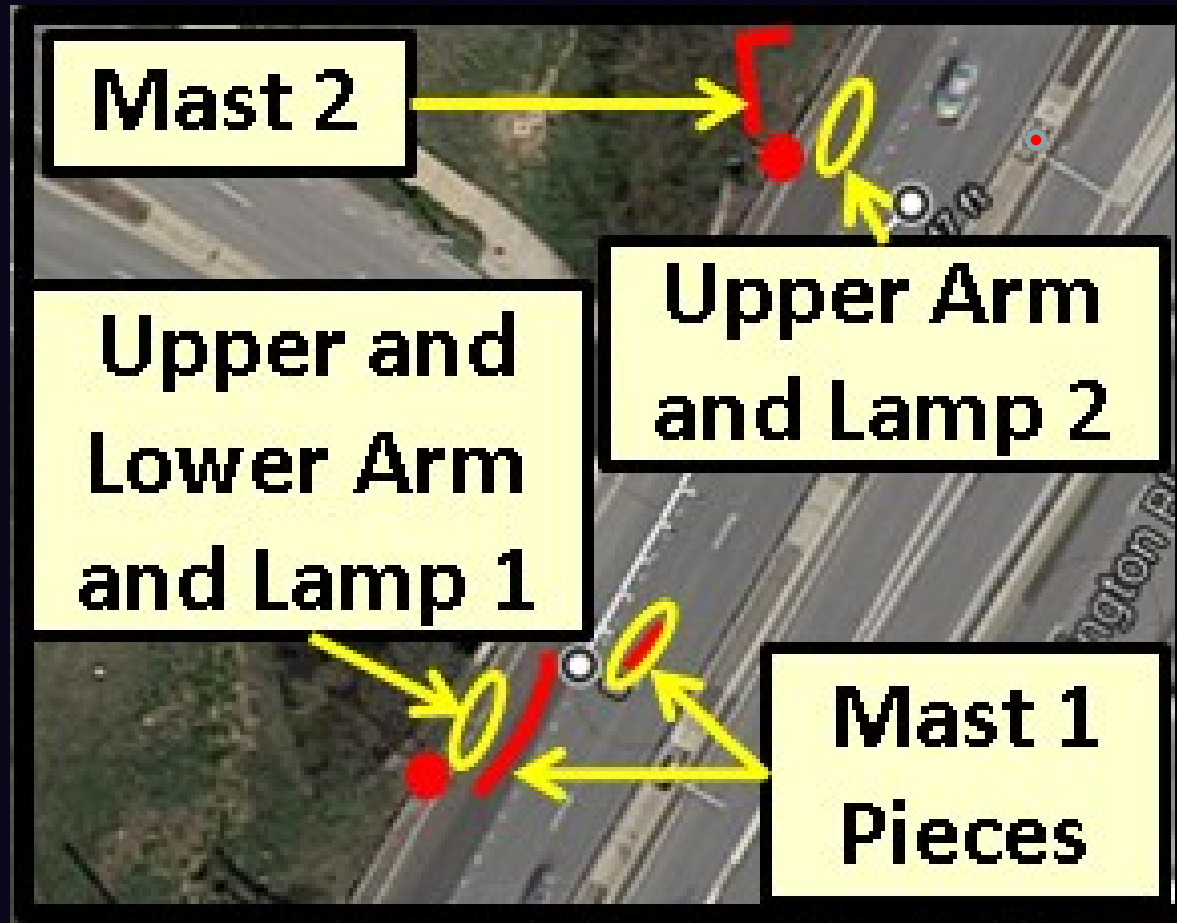 Mast 2
Upper Arm
and Lamp 2
Upper and
Lower Arm
and Lamp 1
Mast 1
Pieces